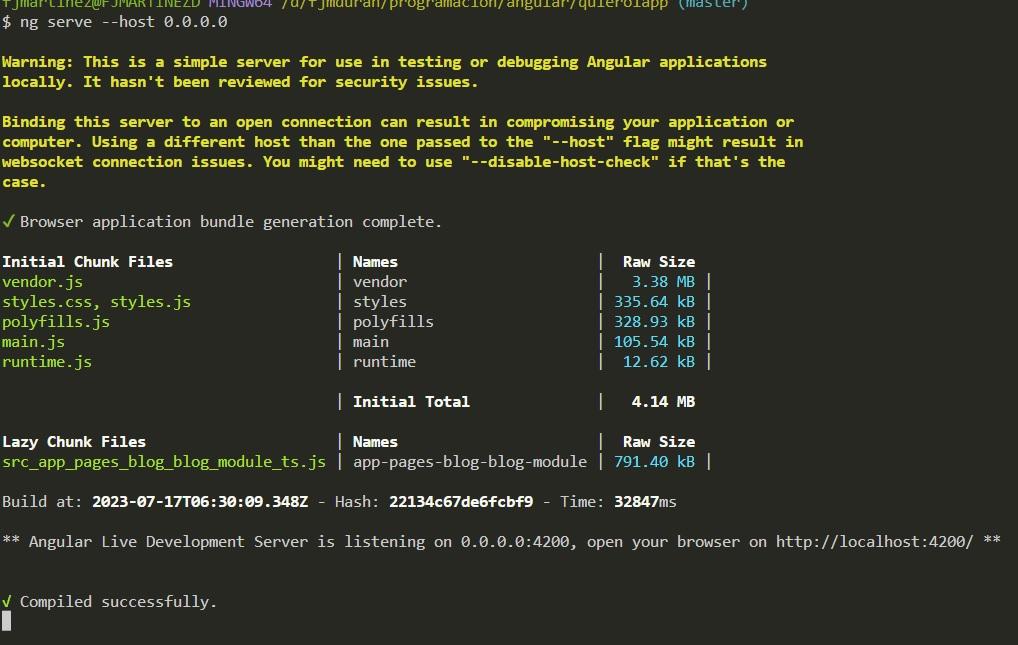 fjmartinez@FJMARTINEZD MINGW64 /d/fjmduran/programacion/angular/quieroiapp (master)
$ ng serve --host 0.0.0.0
Warning: This is a simple server for use in testing or debugging Angular applications
locally. It hasn't been reviewed for security issues.
Binding this server to an open connection can result in compromising your application or
computer. Using a different host than the one passed to the "--host" flag might result in
websocket connection issues. You might need to use "--disable-host-check" if that's the
case.
✓ Browser application bundle generation complete.
Initial Chunk Files | Names | Raw Size
vendor.js | vendor | 3.38 MB |
styles.css, styles.js | styles | 335.64 kB |
polyfills.js | polyfills | 328.93 kB |
main.js | main | 105.54 kB |
runtime.js | runtime | 12.62 kB |
| Initial Total | 4.14 MB
Lazy Chunk Files | Names | Raw Size
src_app_pages_blog_blog_module_ts.js | app-pages-blog-blog-module | 791.40 kB |
Build at: 2023-07-17T06:30:09.348Z - Hash: 22134c67de6fcbf9 - Time: 32847ms
** Angular Live Development Server is listening on 0.0.0.0:4200, open your browser on http://localhost:4200/ **
√ Compiled successfully.